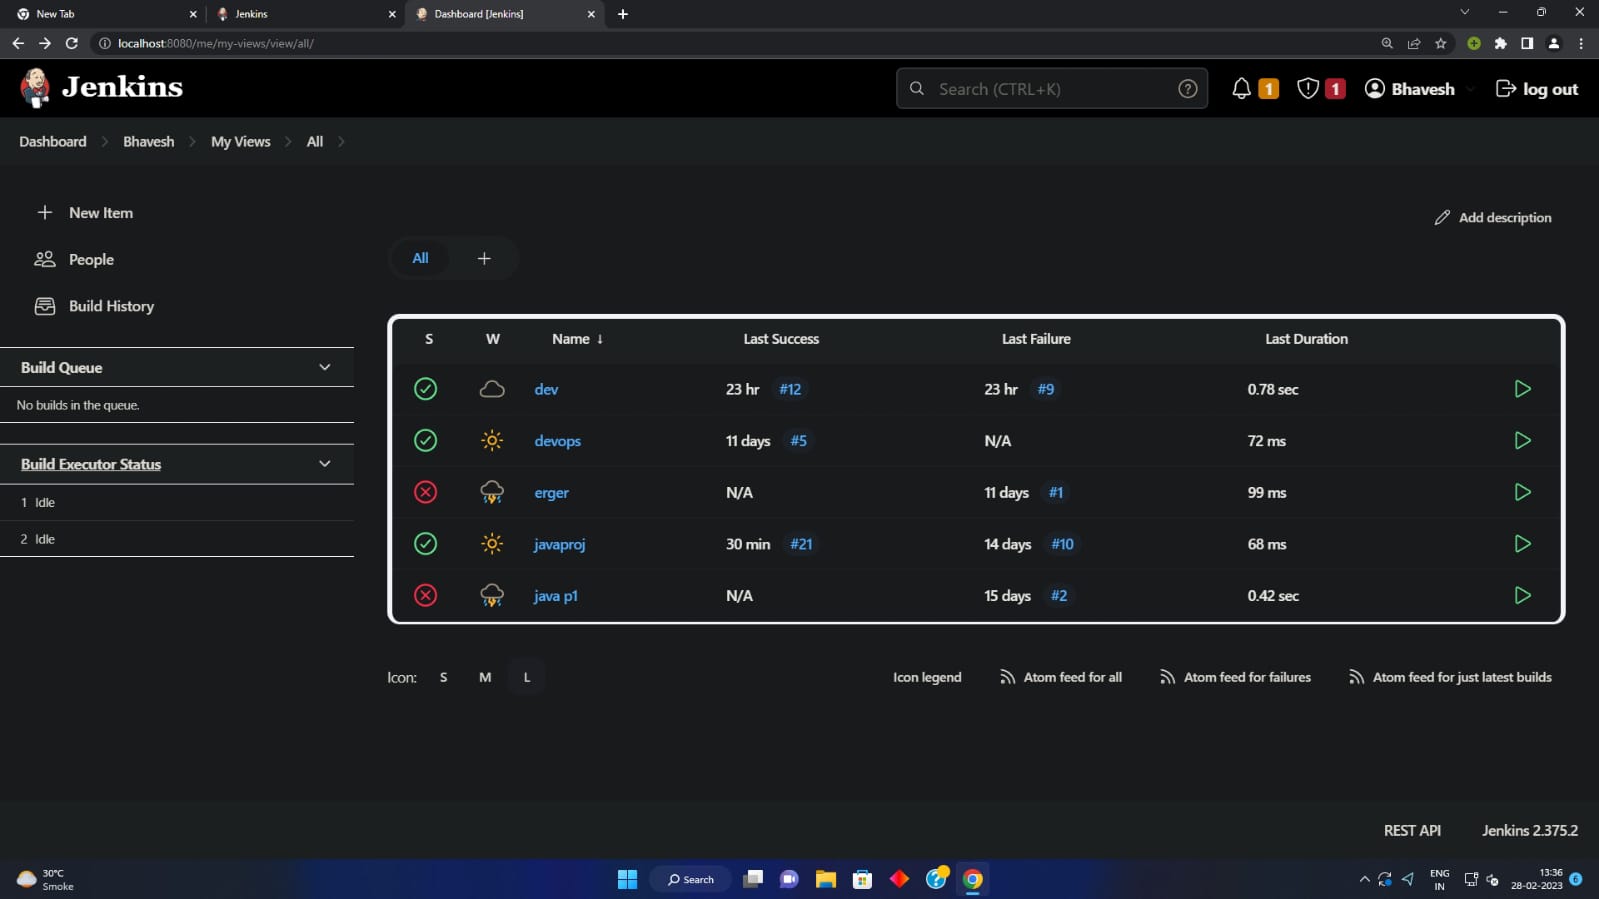 New Tab
Jenkins
Dashboard [Jenkins]
localhost:8080/me/my-views/view/all/
Jenkins
Search (CTRL+K)
1
1
Bhavesh
log out
Dashboard
Bhavesh
My Views
All
New Item
People
Build History
Add description
All
Build Queue
No builds in the queue.
Build Executor Status
1 Idle
2 Idle
S W Name ↓ Last Success Last Failure Last Duration
dev 23 hr #12 23 hr #9 0.78 sec
devops 11 days #5 N/A 72 ms
erger N/A 11 days #1 99 ms
javaproj 30 min #21 14 days #10 68 ms
java p1 N/A 15 days #2 0.42 sec
Icon: S M L
Icon legend
Atom feed for all
Atom feed for failures
Atom feed for just latest builds
REST API
Jenkins 2.375.2
30°C
Smoke
Search
ENG
IN
13:36
28-02-2023
6